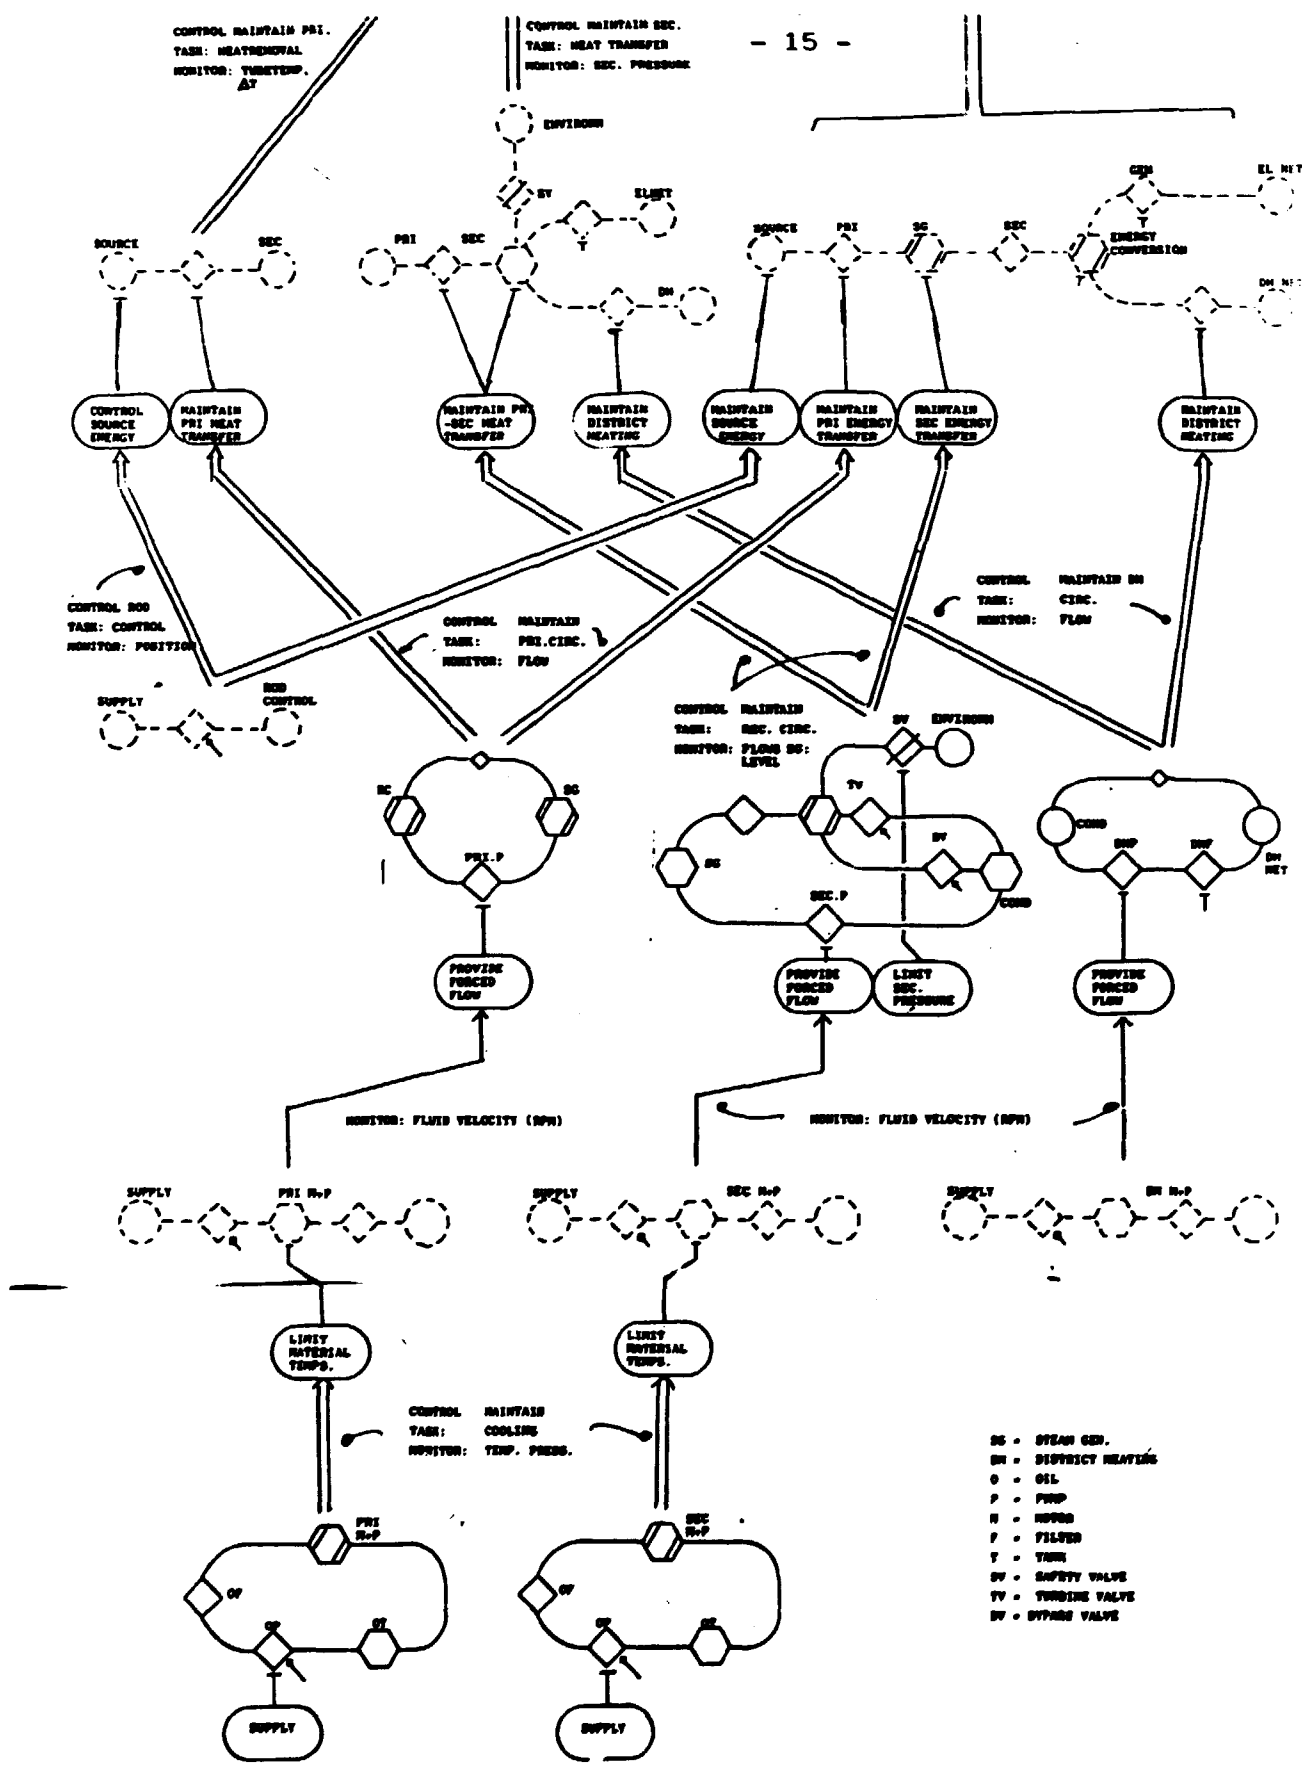 - 15 -
CONTROL MAINTAIN PRI.
TASK: HEATREMOVAL
MONITOR: TUBETEMP.
ΔT
CONTROL MAINTAIN SEC.
TASK: HEAT TRANSFER
MONITOR: SEC. PRESSURE
ENVIRONM
SV
ELNET
T
PRI
SEC
DH
SOURCE
SEC
SOURCE
PRI
SG
SEC
GEN
T
EL NET
ENERGY
CONVERSION
T
DH NET
CONTROL
SOURCE
ENERGY
MAINTAIN
PRI HEAT
TRANSFER
MAINTAIN PRI
-SEC HEAT
TRANSFER
MAINTAIN
DISTRICT
HEATING
MAINTAIN
SOURCE
ENERGY
MAINTAIN
PRI ENERGY
TRANSFER
MAINTAIN
SEC ENERGY
TRANSFER
MAINTAIN
DISTRICT
HEATING
CONTROL ROD
TASK: CONTROL
MONITOR: POSITION
CONTROL MAINTAIN
TASK: PRI.CIRC.
MONITOR: FLOW
CONTROL MAINTAIN DH
TASK: CIRC.
MONITOR: FLOW
CONTROL MAINTAIN
TASK: SEC. CIRC.
MONITOR: FLOWS SG:
LEVEL
SUPPLY
ROD
CONTROL
RC
SG
PRI.P
SV
ENVIRONM
TV
BV
SG
SEC.P
COND
COND
DHP
DHP
DH
NET
T
PROVIDE
FORCED
FLOW
PROVIDE
FORCED
FLOW
LIMIT
SEC.
PRESSURE
PROVIDE
FORCED
FLOW
MONITOR: FLUID VELOCITY (RPM)
MONITOR: FLUID VELOCITY (RPM)
SUPPLY
PRI M+P
SUPPLY
SEC M+P
SUPPLY
DH M+P
LIMIT
MATERIAL
TEMPS.
LIMIT
MATERIAL
TEMPS.
CONTROL MAINTAIN
TASK: COOLING
MONITOR: TEMP. PRESS.
PRI
M+P
OF
OP
OT
SUPPLY
SEC
M+P
OF
OP
OT
SUPPLY
SG = STEAM GEN.
DH = DISTRICT HEATING
O = OIL
P = PUMP
M = MOTOR
F = FILTER
T = TANK
SV = SAFETY VALVE
TV = TURBINE VALVE
BV = BYPASS VALVE